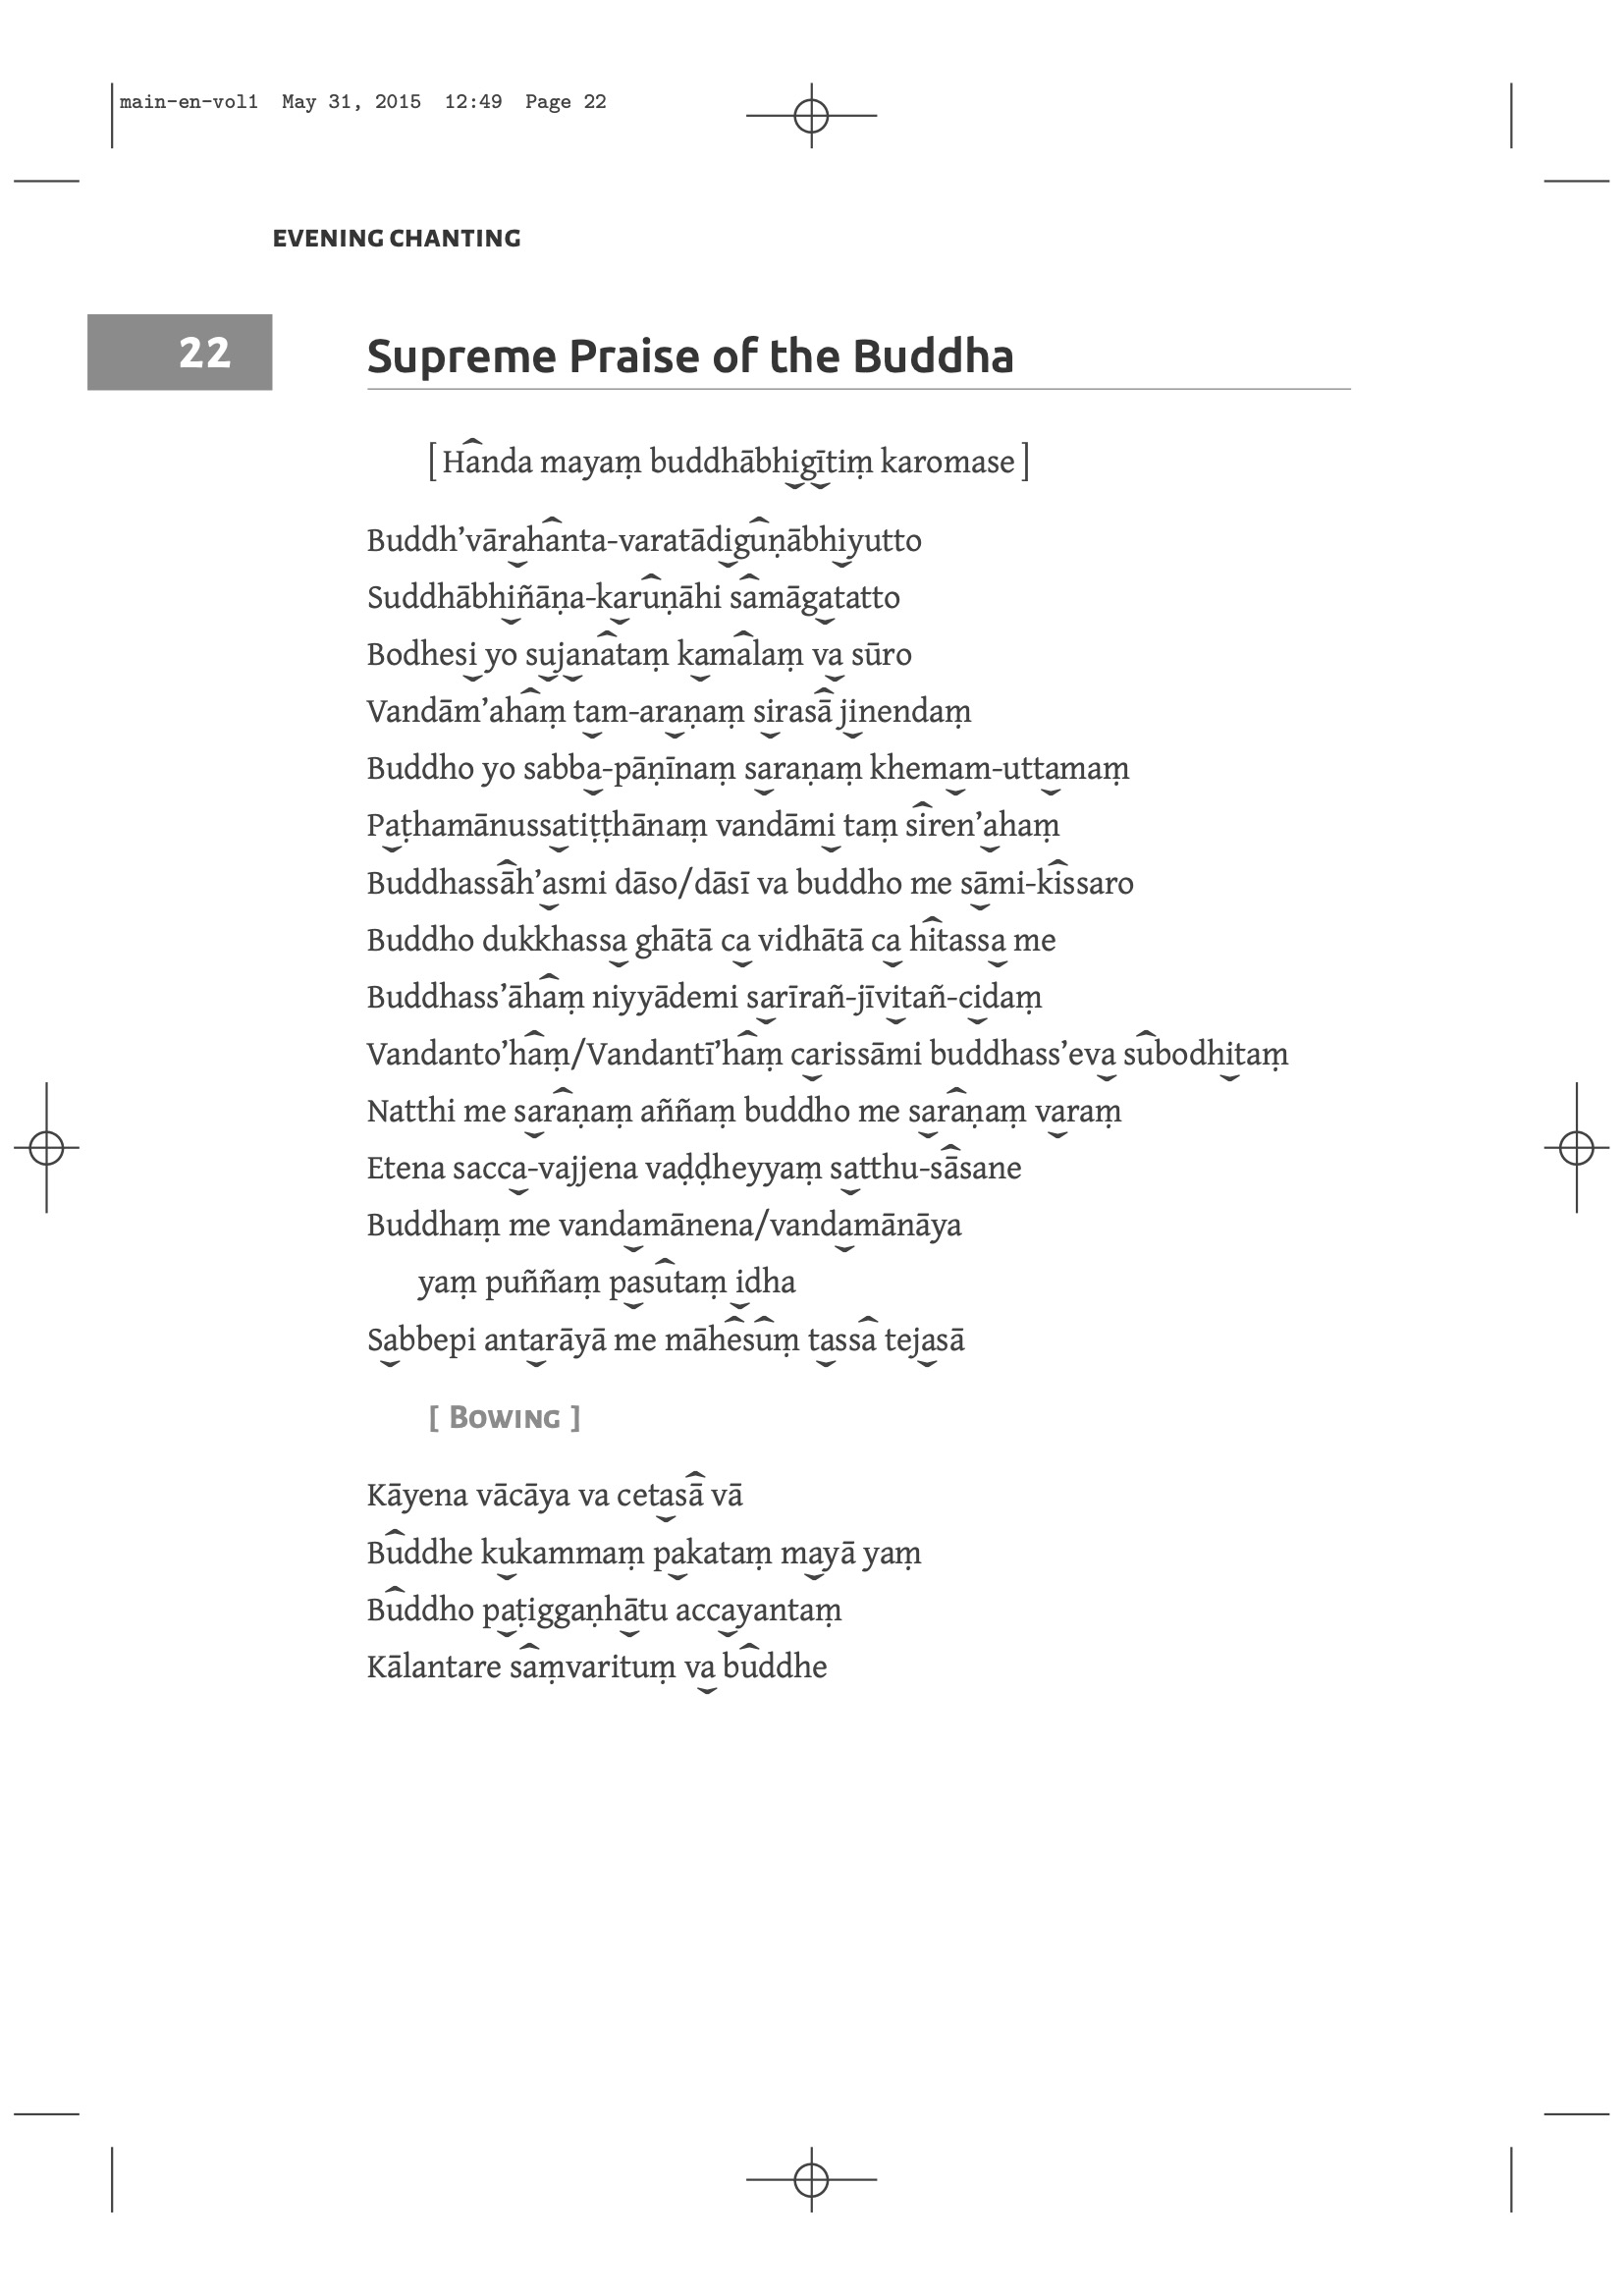 main-en-vol1 May 31, 2015 12:49 Page 22
EVENING CHANTING
22
Supreme Praise of the Buddha
[ Handa mayaṃ buddhābhigītiṃ karomase ]
Buddh’vārahanta-varatādiguṇābhiyutto
Suddhābhiñāṇa-karuṇāhi samāgatatto
Bodhesi yo sujanataṃ kamalaṃ va sūro
Vandām’ahaṃ tam-araṇaṃ sirasā jinendaṃ
Buddho yo sabba-pāṇīnaṃ saraṇaṃ khemam-uttamaṃ
Paṭhamānussatiṭṭhānaṃ vandāmi taṃ siren’ahaṃ
Buddhassāh’asmi dāso/dāsī va buddho me sāmi-kissaro
Buddho dukkhassa ghātā ca vidhātā ca hitassa me
Buddhass’āhaṃ niyyādemi sarīrañ-jīvitañ-cidaṃ
Vandanto’haṃ/Vandantī’haṃ carissāmi buddhass’eva subodhitaṃ
Natthi me saraṇaṃ aññaṃ buddho me saraṇaṃ varaṃ
Etena sacca-vajjena vaḍḍheyyaṃ satthu-sāsane
Buddhaṃ me vandamānena/vandamānāya
yaṃ puññaṃ pasutaṃ idha
Sabbepi antarāyā me māhesuṃ tassa tejasā
[ BOWING ]
Kāyena vācāya va cetasā vā
Buddhe kukammaṃ pakataṃ mayā yaṃ
Buddho paṭiggaṇhātu accayantaṃ
Kālantare saṃvarituṃ va buddhe